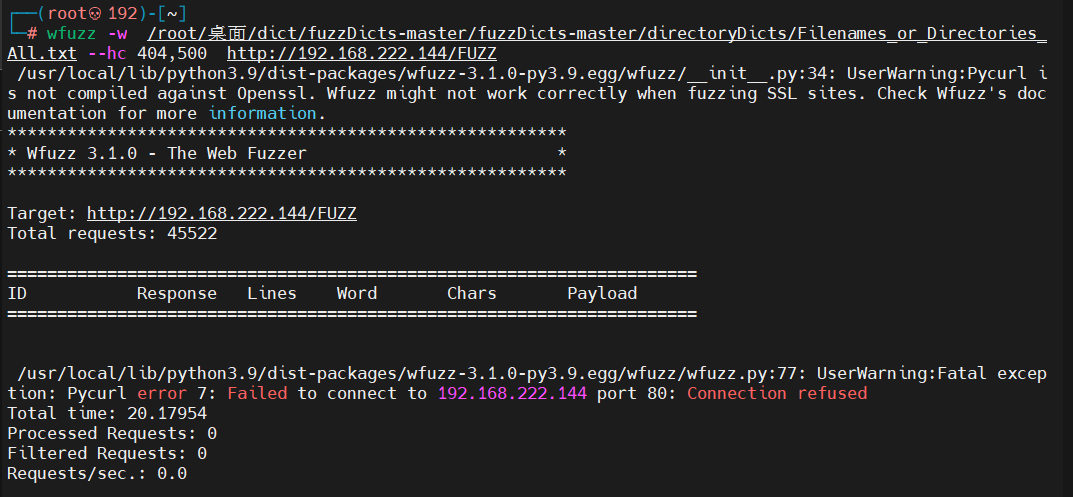 ┌──(root💀192)-[~]
└─# wfuzz -w  /root/桌面/dict/fuzzDicts-master/fuzzDicts-master/directoryDicts/Filenames_or_Directories_
All.txt --hc 404,500  http://192.168.222.144/FUZZ
 /usr/local/lib/python3.9/dist-packages/wfuzz-3.1.0-py3.9.egg/wfuzz/__init__.py:34: UserWarning:Pycurl i
s not compiled against Openssl. Wfuzz might not work correctly when fuzzing SSL sites. Check Wfuzz's doc
umentation for more information.
********************************************************
* Wfuzz 3.1.0 - The Web Fuzzer                         *
********************************************************
Target: http://192.168.222.144/FUZZ
Total requests: 45522
=====================================================================
ID           Response   Lines    Word       Chars       Payload
=====================================================================
 /usr/local/lib/python3.9/dist-packages/wfuzz-3.1.0-py3.9.egg/wfuzz/wfuzz.py:77: UserWarning:Fatal excep
tion: Pycurl error 7: Failed to connect to 192.168.222.144 port 80: Connection refused
Total time: 20.17954
Processed Requests: 0
Filtered Requests: 0
Requests/sec.: 0.0